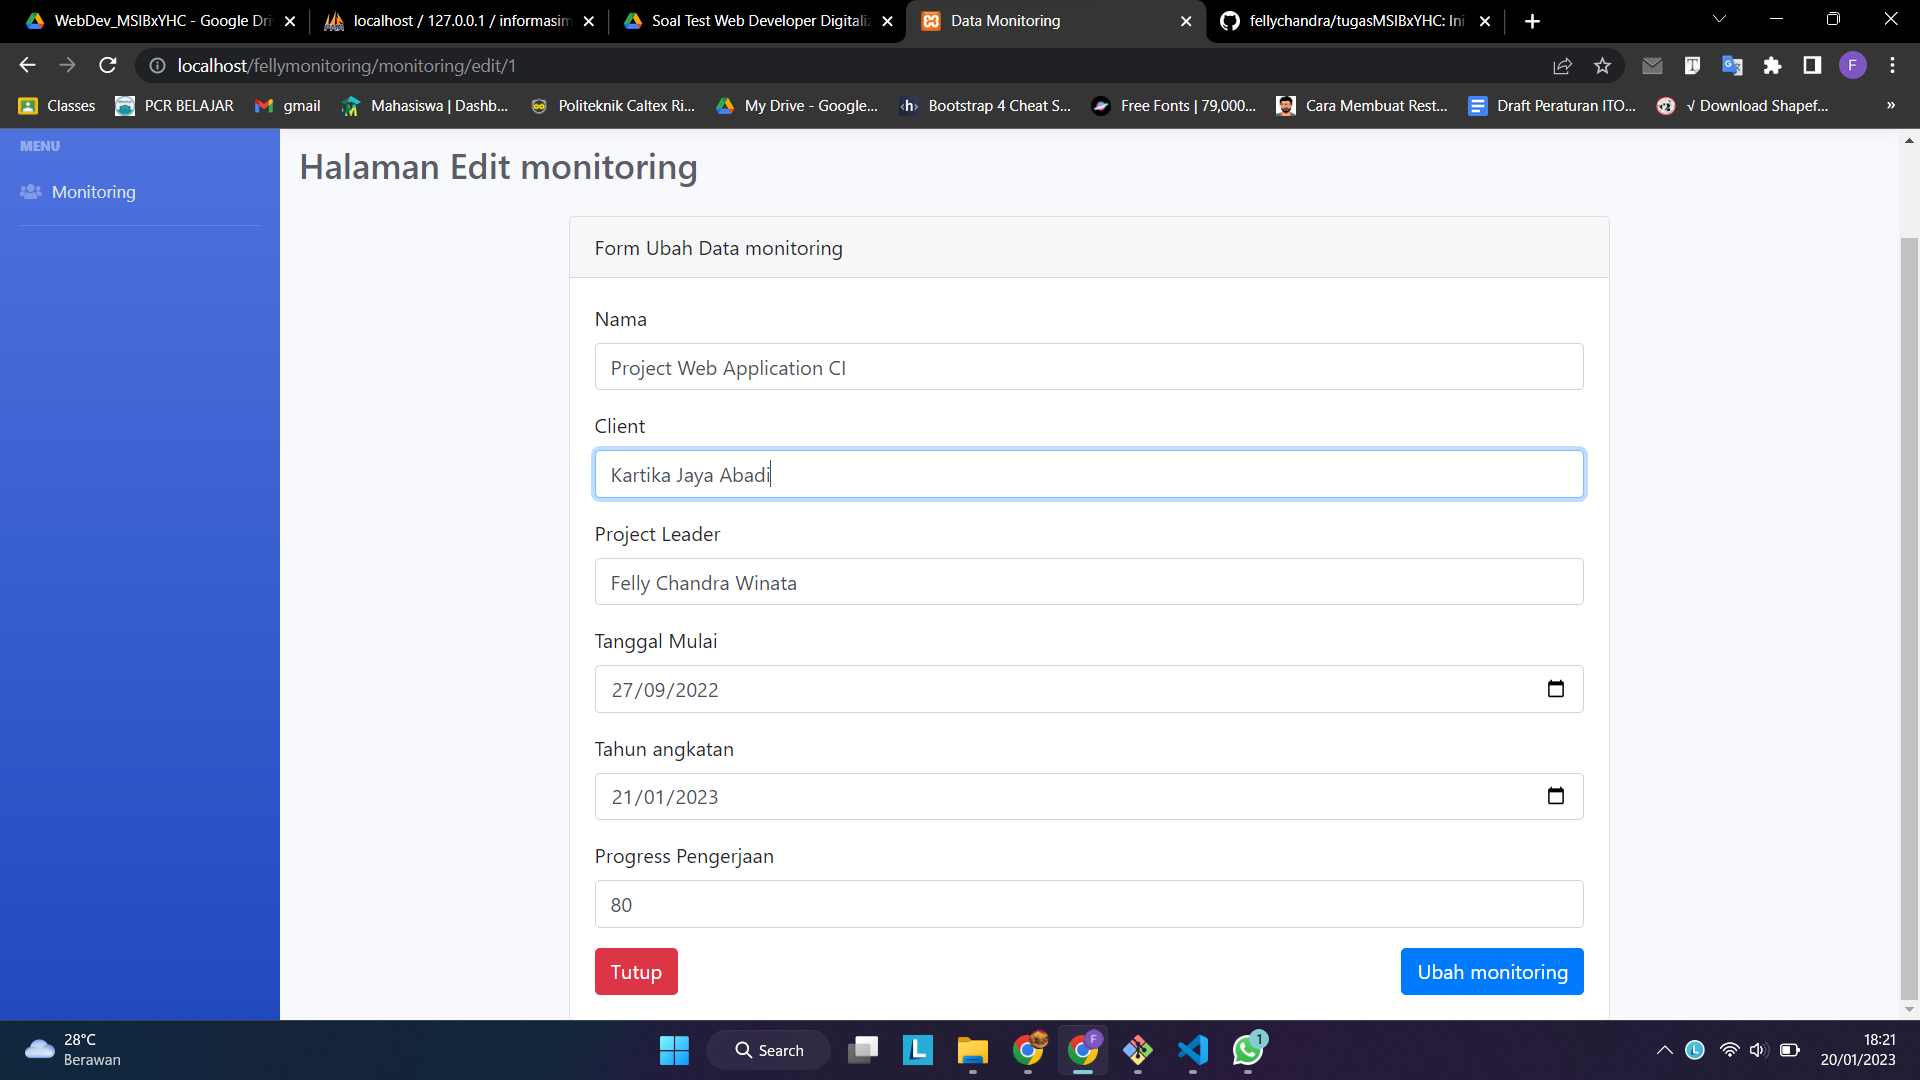 WebDev_MSIBxYHC - Google Dri
localhost / 127.0.0.1 / informasim
Soal Test Web Developer Digitaliz
Data Monitoring
fellychandra/tugasMSIBxYHC: Ini
localhost/fellymonitoring/monitoring/edit/1
F
Classes
PCR BELAJAR
gmail
Mahasiswa | Dashb...
Politeknik Caltex Ri...
My Drive - Google...
Bootstrap 4 Cheat S...
Free Fonts | 79,000...
Cara Membuat Rest...
Draft Peraturan ITO...
√ Download Shapef...
»
MENU
Monitoring
Halaman Edit monitoring
Form Ubah Data monitoring
Nama
Project Web Application CI
Client
Kartika Jaya Abadi
Project Leader
Felly Chandra Winata
Tanggal Mulai
27/09/2022
Tahun angkatan
21/01/2023
Progress Pengerjaan
80
Tutup
Ubah monitoring
28°C
Berawan
Search
L
F
1
L
18:21
20/01/2023